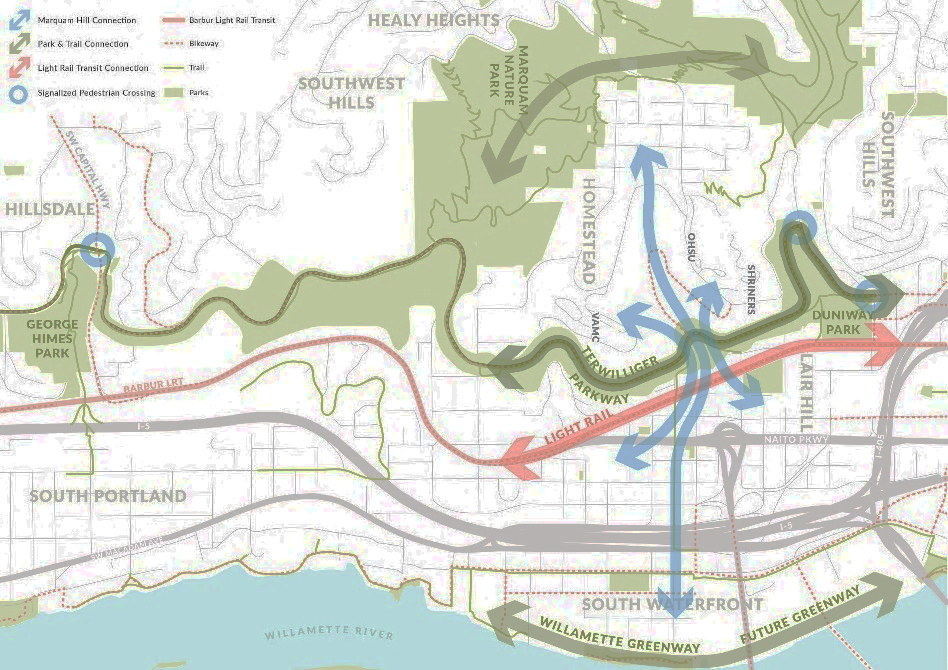 Marquam Hill Connection
Park & Trail Connection
Light Rail Transit Connection
Signalized Pedestrian Crossing
Barbur Light Rail Transit
Bikeway
Trail
Parks
HEALY HEIGHTS
MARQUAM
NATURE
PARK
SOUTHWEST
HILLS
SOUTHWEST
HILLS
SW CAPITAL HWY
HILLSDALE
HOMESTEAD
OHSU
SHRINERS
VAMC
GEORGE
HIMES
PARK
DUNIWAY
PARK
TERWILLIGER
PARKWAY
LAIR HILL
BARBUR LRT
LIGHT RAIL
I-5
NAITO PKWY
I-405
SOUTH PORTLAND
I-5
SW MACADAM AVE
SOUTH WATERFRONT
WILLAMETTE GREENWAY
FUTURE GREENWAY
WILLAMETTE RIVER